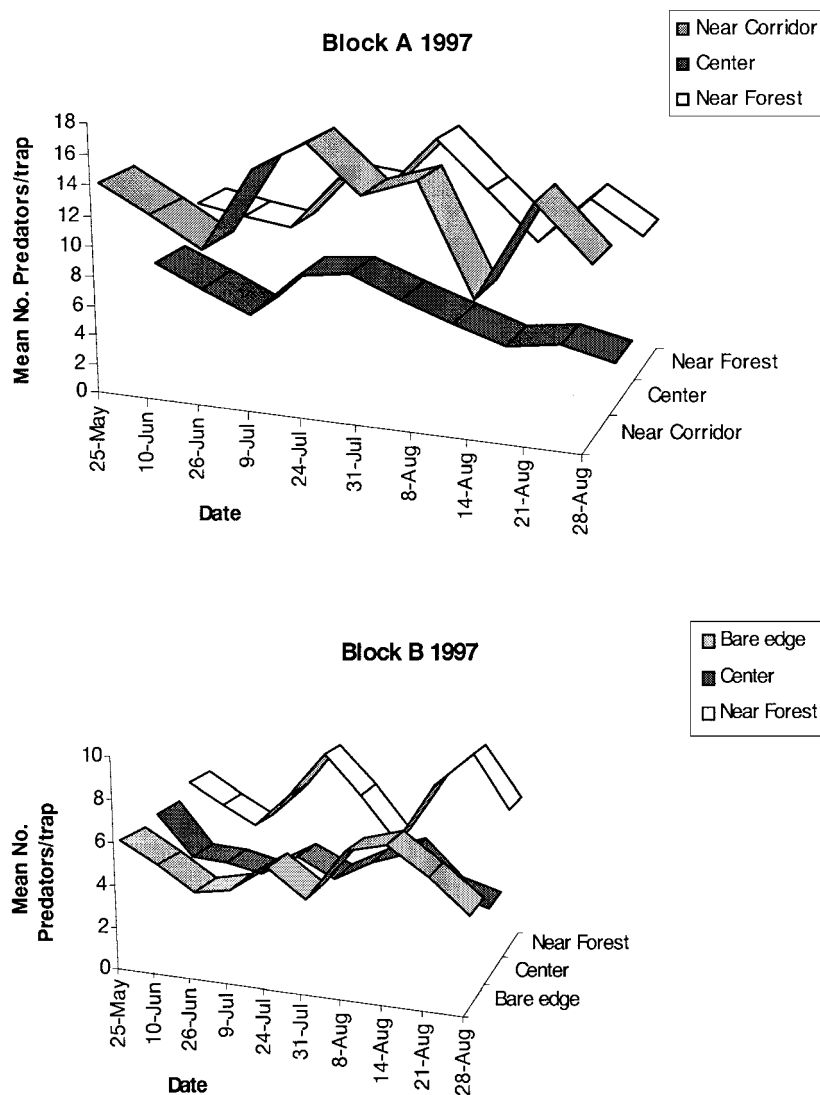 Block A 1997
Near Corridor
Center
Near Forest
Mean No. Predators/trap
18
16
14
12
10
8
6
4
2
0
25-May
10-Jun
26-Jun
9-Jul
24-Jul
31-Jul
8-Aug
14-Aug
21-Aug
28-Aug
Near Forest
Center
Near Corridor
Date
Block B 1997
Bare edge
Center
Near Forest
Mean No.
Predators/trap
10
8
6
4
2
0
25-May
10-Jun
26-Jun
9-Jul
24-Jul
31-Jul
8-Aug
14-Aug
21-Aug
28-Aug
Near Forest
Center
Bare edge
Date